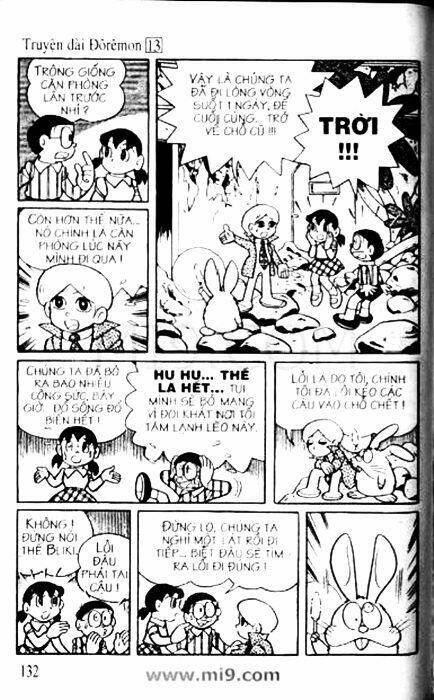 Truyện dài Đôrêmon 13
TRÔNG GIỐNG
CĂN PHÒNG
LẦN TRƯỚC
NHỈ ?
VẬY LÀ CHÚNG TA
ĐÃ ĐI LÒNG VÒNG
SUỐT 1 NGÀY, ĐỂ
CUỐI CÙNG... TRỞ
VỀ CHỖ CŨ !!!
TRỜI
!!!
CÒN HƠN THẾ NỮA...
NÓ CHÍNH LÀ CĂN
PHÒNG LÚC NÃY
MÌNH ĐI QUA !
CHÚNG TA ĐÃ BỎ
RA BAO NHIÊU
CÔNG SỨC, BÂY
GIỜ ĐỔ SÔNG ĐỔ
BIỂN HẾT !
HU HU... THẾ
LÀ HẾT... TỤI
MÌNH SẼ BỎ MẠNG
VÌ ĐÓI KHÁT NƠI TỐI
TĂM LẠNH LẼO NÀY.
LỖI LÀ DO TÔI, CHÍNH
TÔI ĐÃ LÔI KÉO CÁC
CẬU VÀO CHỖ CHẾT !
KHÔNG !
ĐỪNG NÓI
THẾ BIIKI.
LỖI
ĐÂU
PHẢI TẠI
CẬU !
ĐỪNG LO, CHÚNG TA
NGHỈ MỘT LÁT RỒI ĐI
TIẾP... BIẾT ĐÂU SẼ TÌM
RA LỐI ĐI ĐÚNG !
132
www.mi9.com